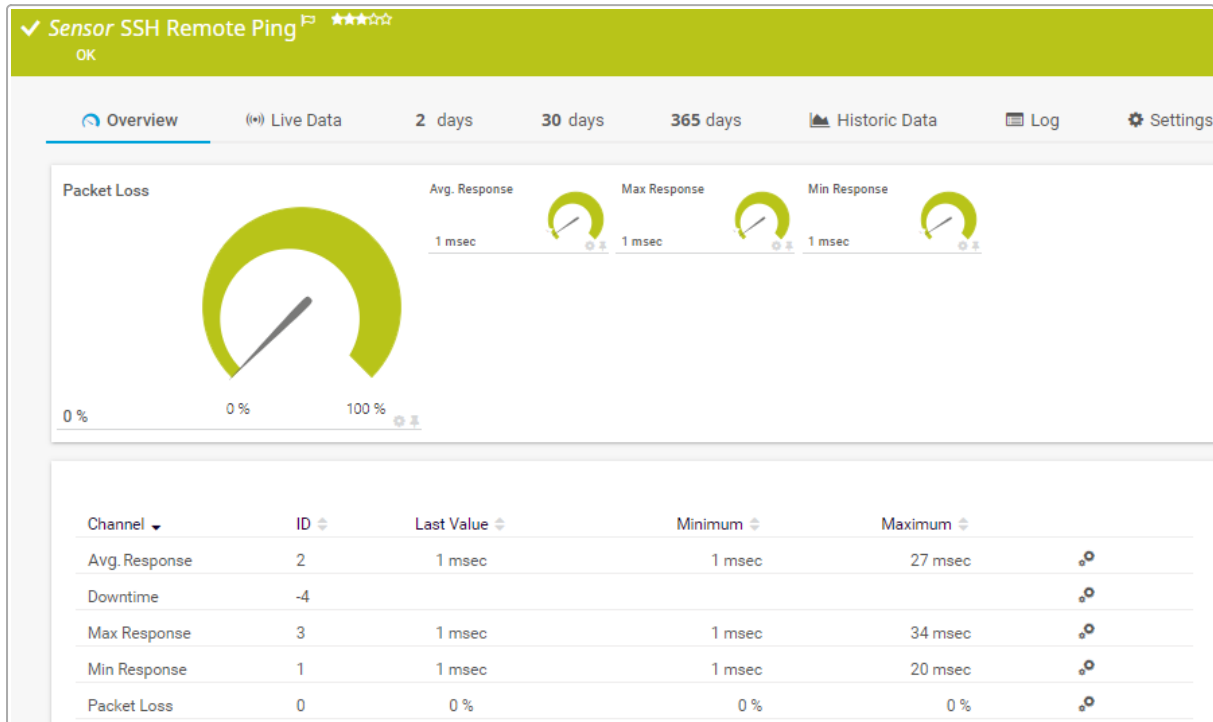 Sensor SSH Remote Ping
OK
Overview Live Data 2 days 30 days 365 days Historic Data Log Settings
Packet Loss
0 %
0 % 100 %
Avg. Response
1 msec
Max Response
1 msec
Min Response
1 msec
Channel ID Last Value Minimum Maximum
Avg. Response 2 1 msec 1 msec 27 msec
Downtime -4
Max Response 3 1 msec 1 msec 34 msec
Min Response 1 1 msec 1 msec 20 msec
Packet Loss 0 0 % 0 % 0 %